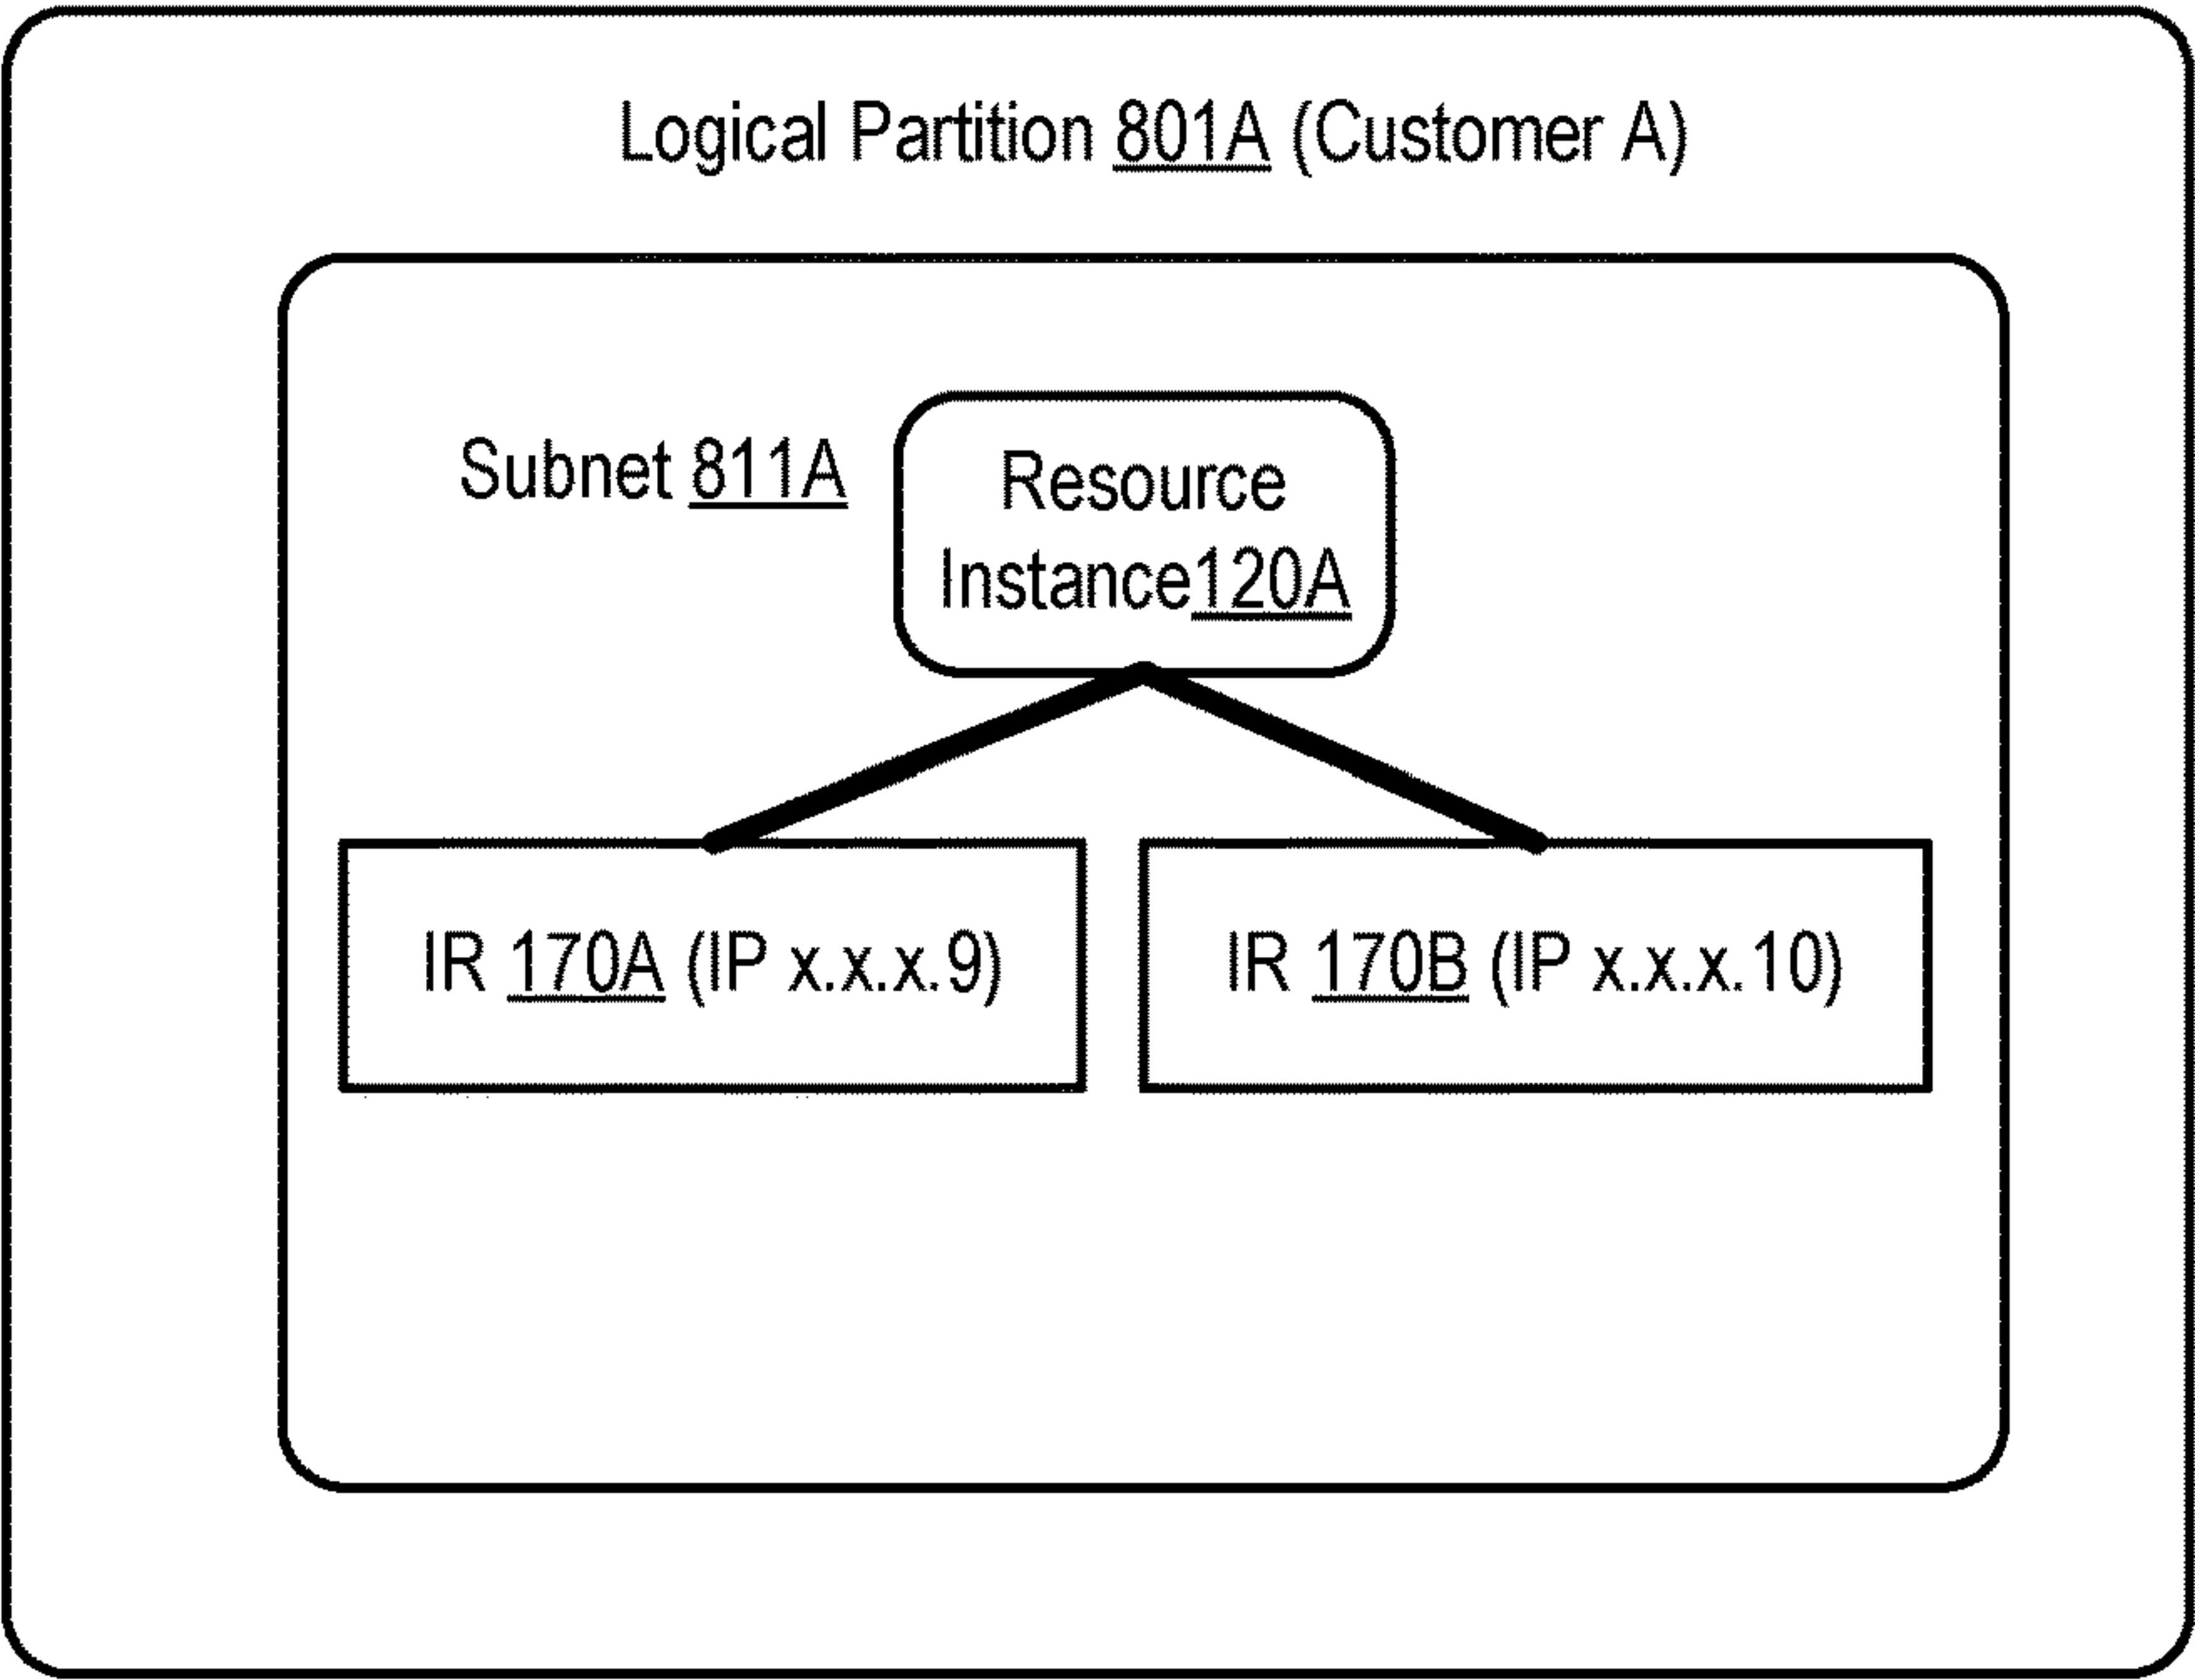 Logical Partition 801A (Customer A)
Subnet 811A
Resource
Instance120A
IR 170A (IP x.x.x.9)
IR 170B (IP x.x.x.10)